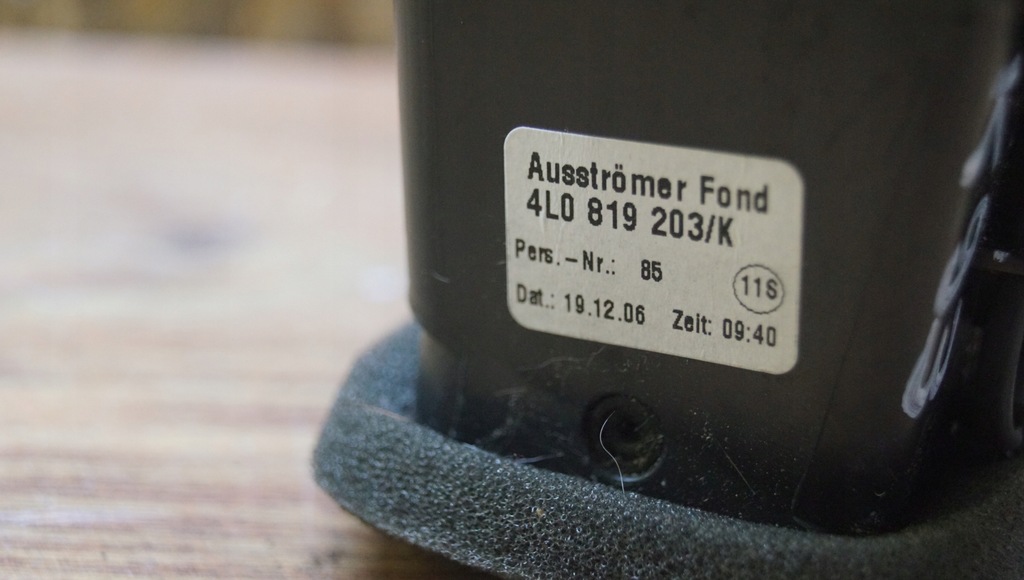 Ausströmer Fond
4L0 819 203/K
Pers.-Nr.: 85
11S
Dat.: 19.12.06 Zeit: 09:40